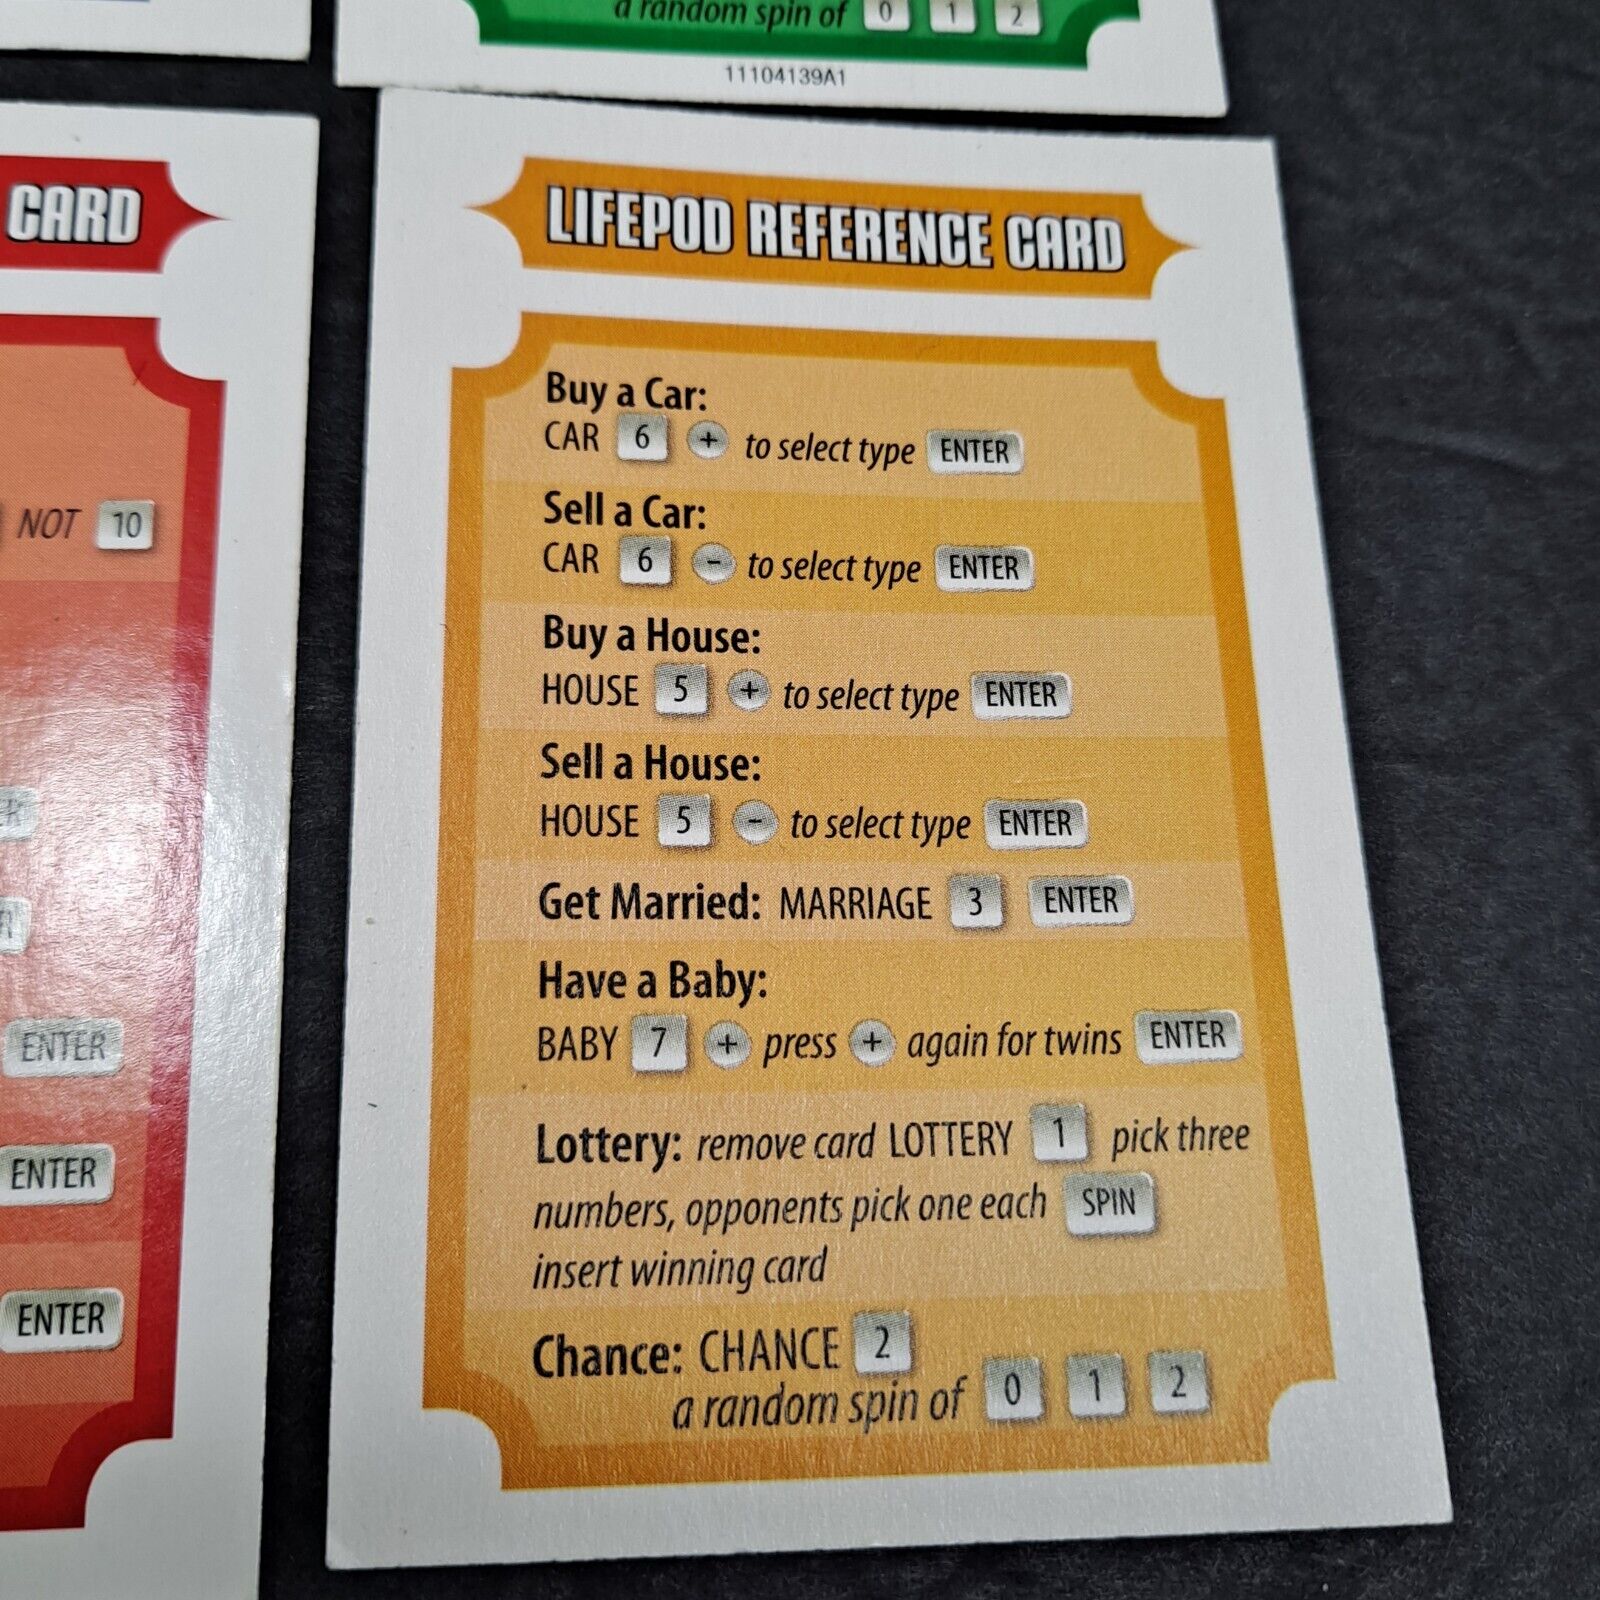 a random spin of 0 1 2
11104139A1
CARD
NOT 10
ENTER
ENTER
ENTER
LIFEPOD REFERENCE CARD
Buy a Car:
CAR 6 + to select type ENTER
Sell a Car:
CAR 6 - to select type ENTER
Buy a House:
HOUSE 5 + to select type ENTER
Sell a House:
HOUSE 5 - to select type ENTER
Get Married: MARRIAGE 3 ENTER
Have a Baby:
BABY 7 + press + again for twins ENTER
Lottery: remove card LOTTERY 1 pick three
numbers, opponents pick one each SPIN
insert winning card
Chance: CHANCE 2
a random spin of 0 1 2